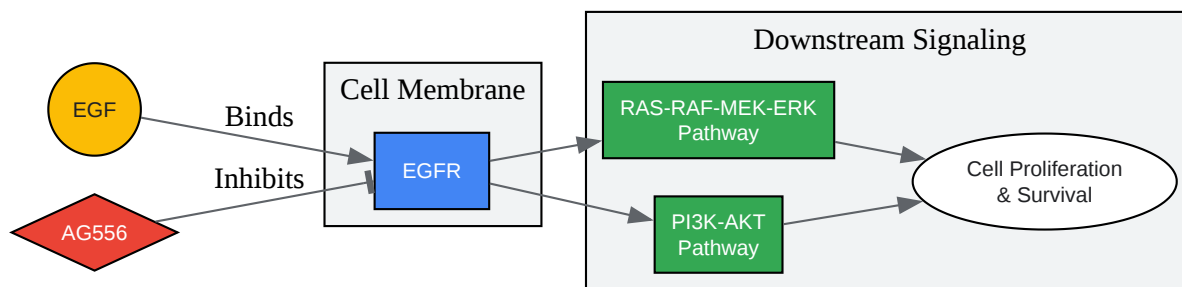 Downstream Signaling
Cell Membrane
EGF
Binds
RAS-RAF-MEK-ERK
Pathway
EGFR
Cell Proliferation
& Survival
Inhibits
AG556
PI3K-AKT
Pathway